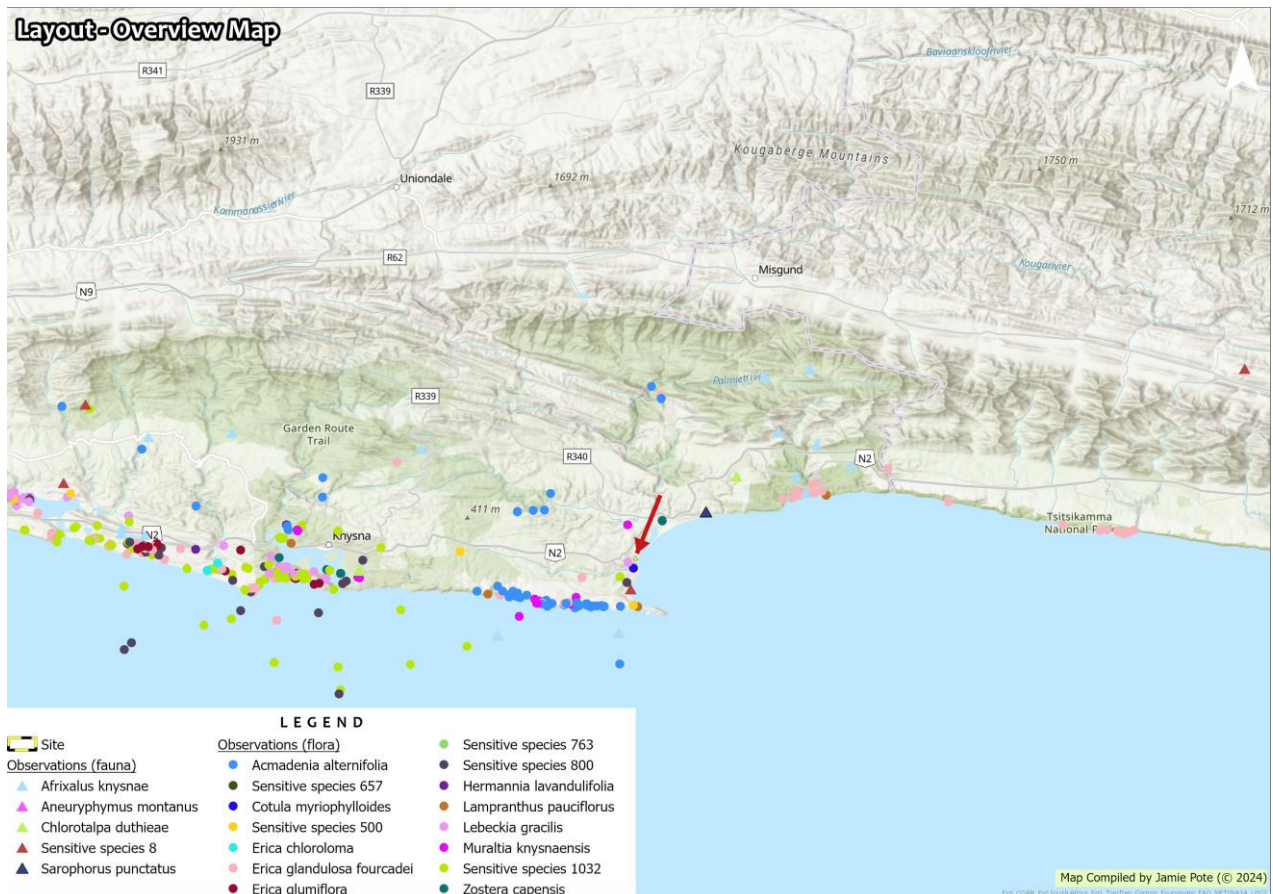 Layout - Overview Map
Baviaanskloofrivier
R341
R339
1931 m
Kougaberge Mountains
1750 m
Uniondale
1692 m
Kammanassierivier
1712 m
R62
Misgund
Kougarivier
N9
Palmietrivi
R339
Garden Route
Trail
R340
N2
411 m
Tsitsikamma
National
N2
Knysna
N2
LEGEND
Site
Observations (fauna)
Afrixalus knysnae
Aneuryphymus montanus
Chlorotalpa duthieae
Sensitive species 8
Sarophorus punctatus
Observations (flora)
Acmadenia alternifolia
Sensitive species 657
Cotula myriophylloides
Sensitive species 500
Erica chloroloma
Erica glandulosa fourcadei
Erica glumiflora
Sensitive species 763
Sensitive species 800
Hermannia lavandulifolia
Lampranthus pauciflorus
Lebeckia gracilis
Muraltia knysnaensis
Sensitive species 1032
Zostera capensis
Map Compiled by Jamie Pote (© 2024)